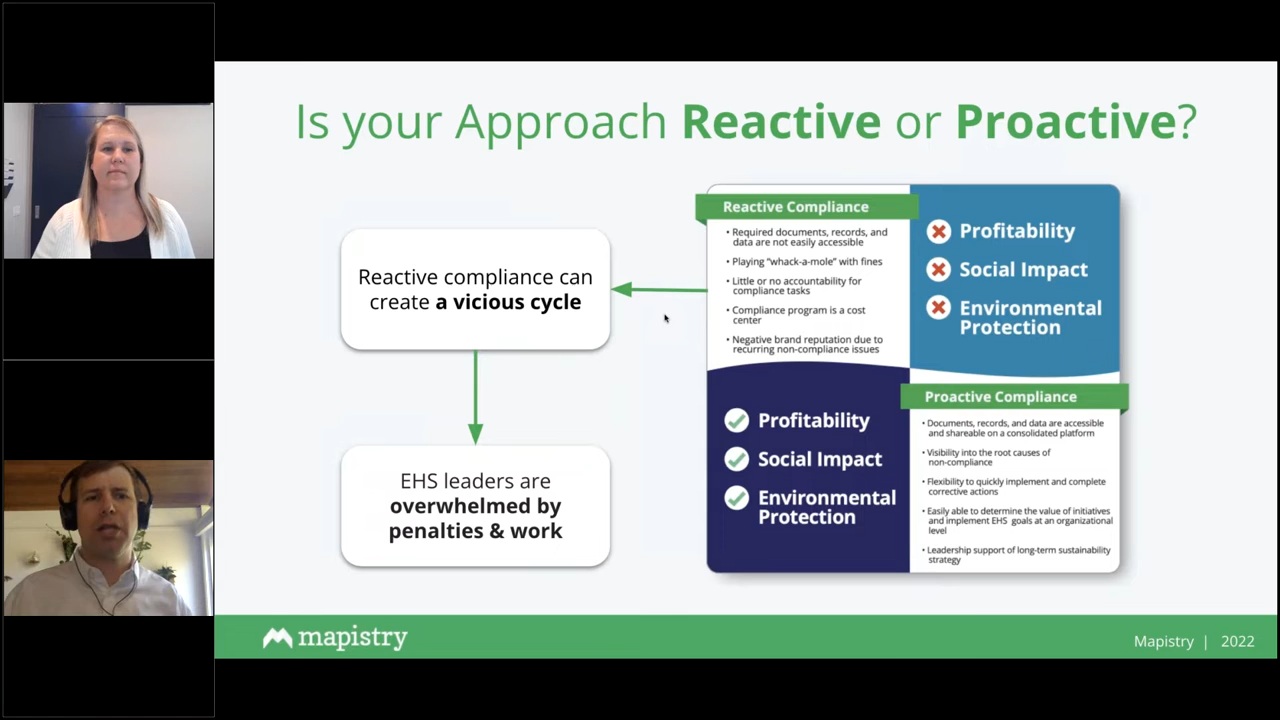 Is your Approach Reactive or Proactive?
Reactive compliance can
create a vicious cycle
EHS leaders are
overwhelmed by
penalties & work
Reactive Compliance
• Required documents, records, and
data are not easily accessible
• Playing “whack-a-mole” with fines
• Little or no accountability for
compliance tasks
• Compliance program is a cost
center
• Negative brand reputation due to
recurring non-compliance issues
Profitability
Social Impact
Environmental
Protection
Profitability
Social Impact
Environmental
Protection
Proactive Compliance
• Documents, records, and data are accessible
and shareable on a consolidated platform
• Visibility into the root causes of
non-compliance
• Flexibility to quickly implement and complete
corrective actions
• Easily able to determine the value of initiatives
and implement EHS goals at an organizational
level
• Leadership support of long-term sustainability
strategy
mapistry
Mapistry | 2022